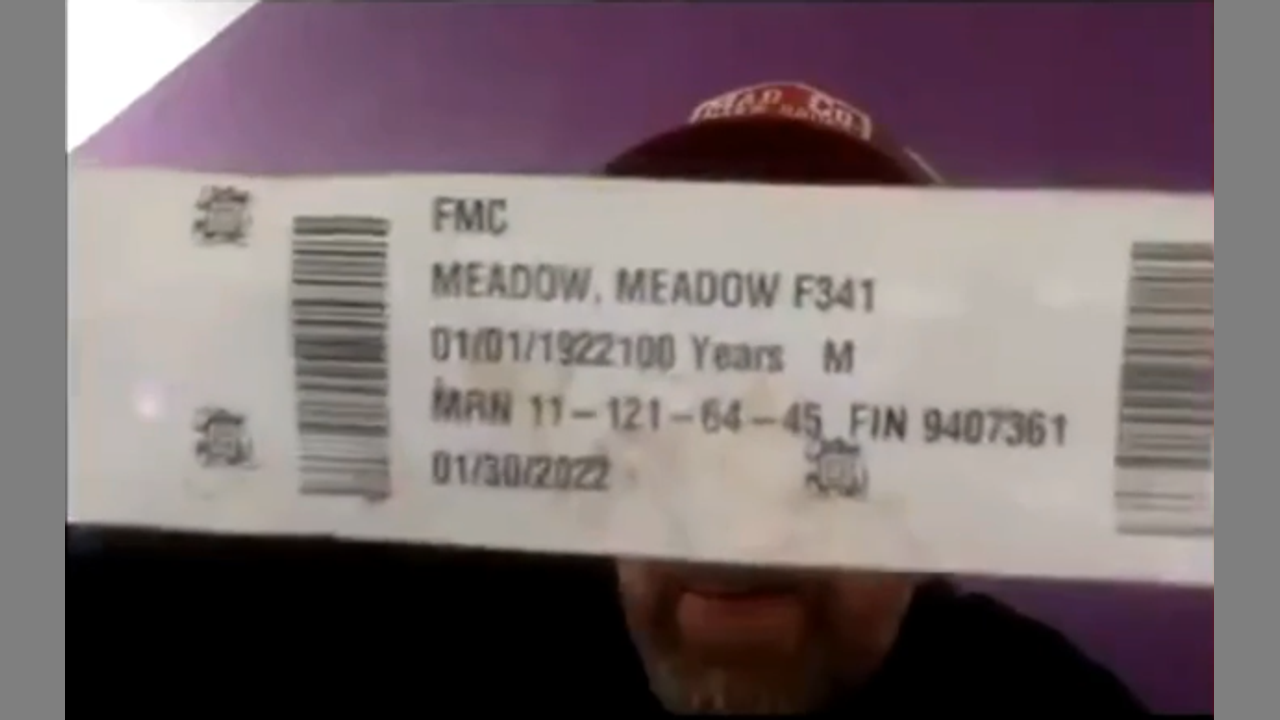 FMC
MEADOW, MEADOW F341
01/01/1922100 Years M
MRN 11-121-64-45 FIN 9407361
01/30/2022